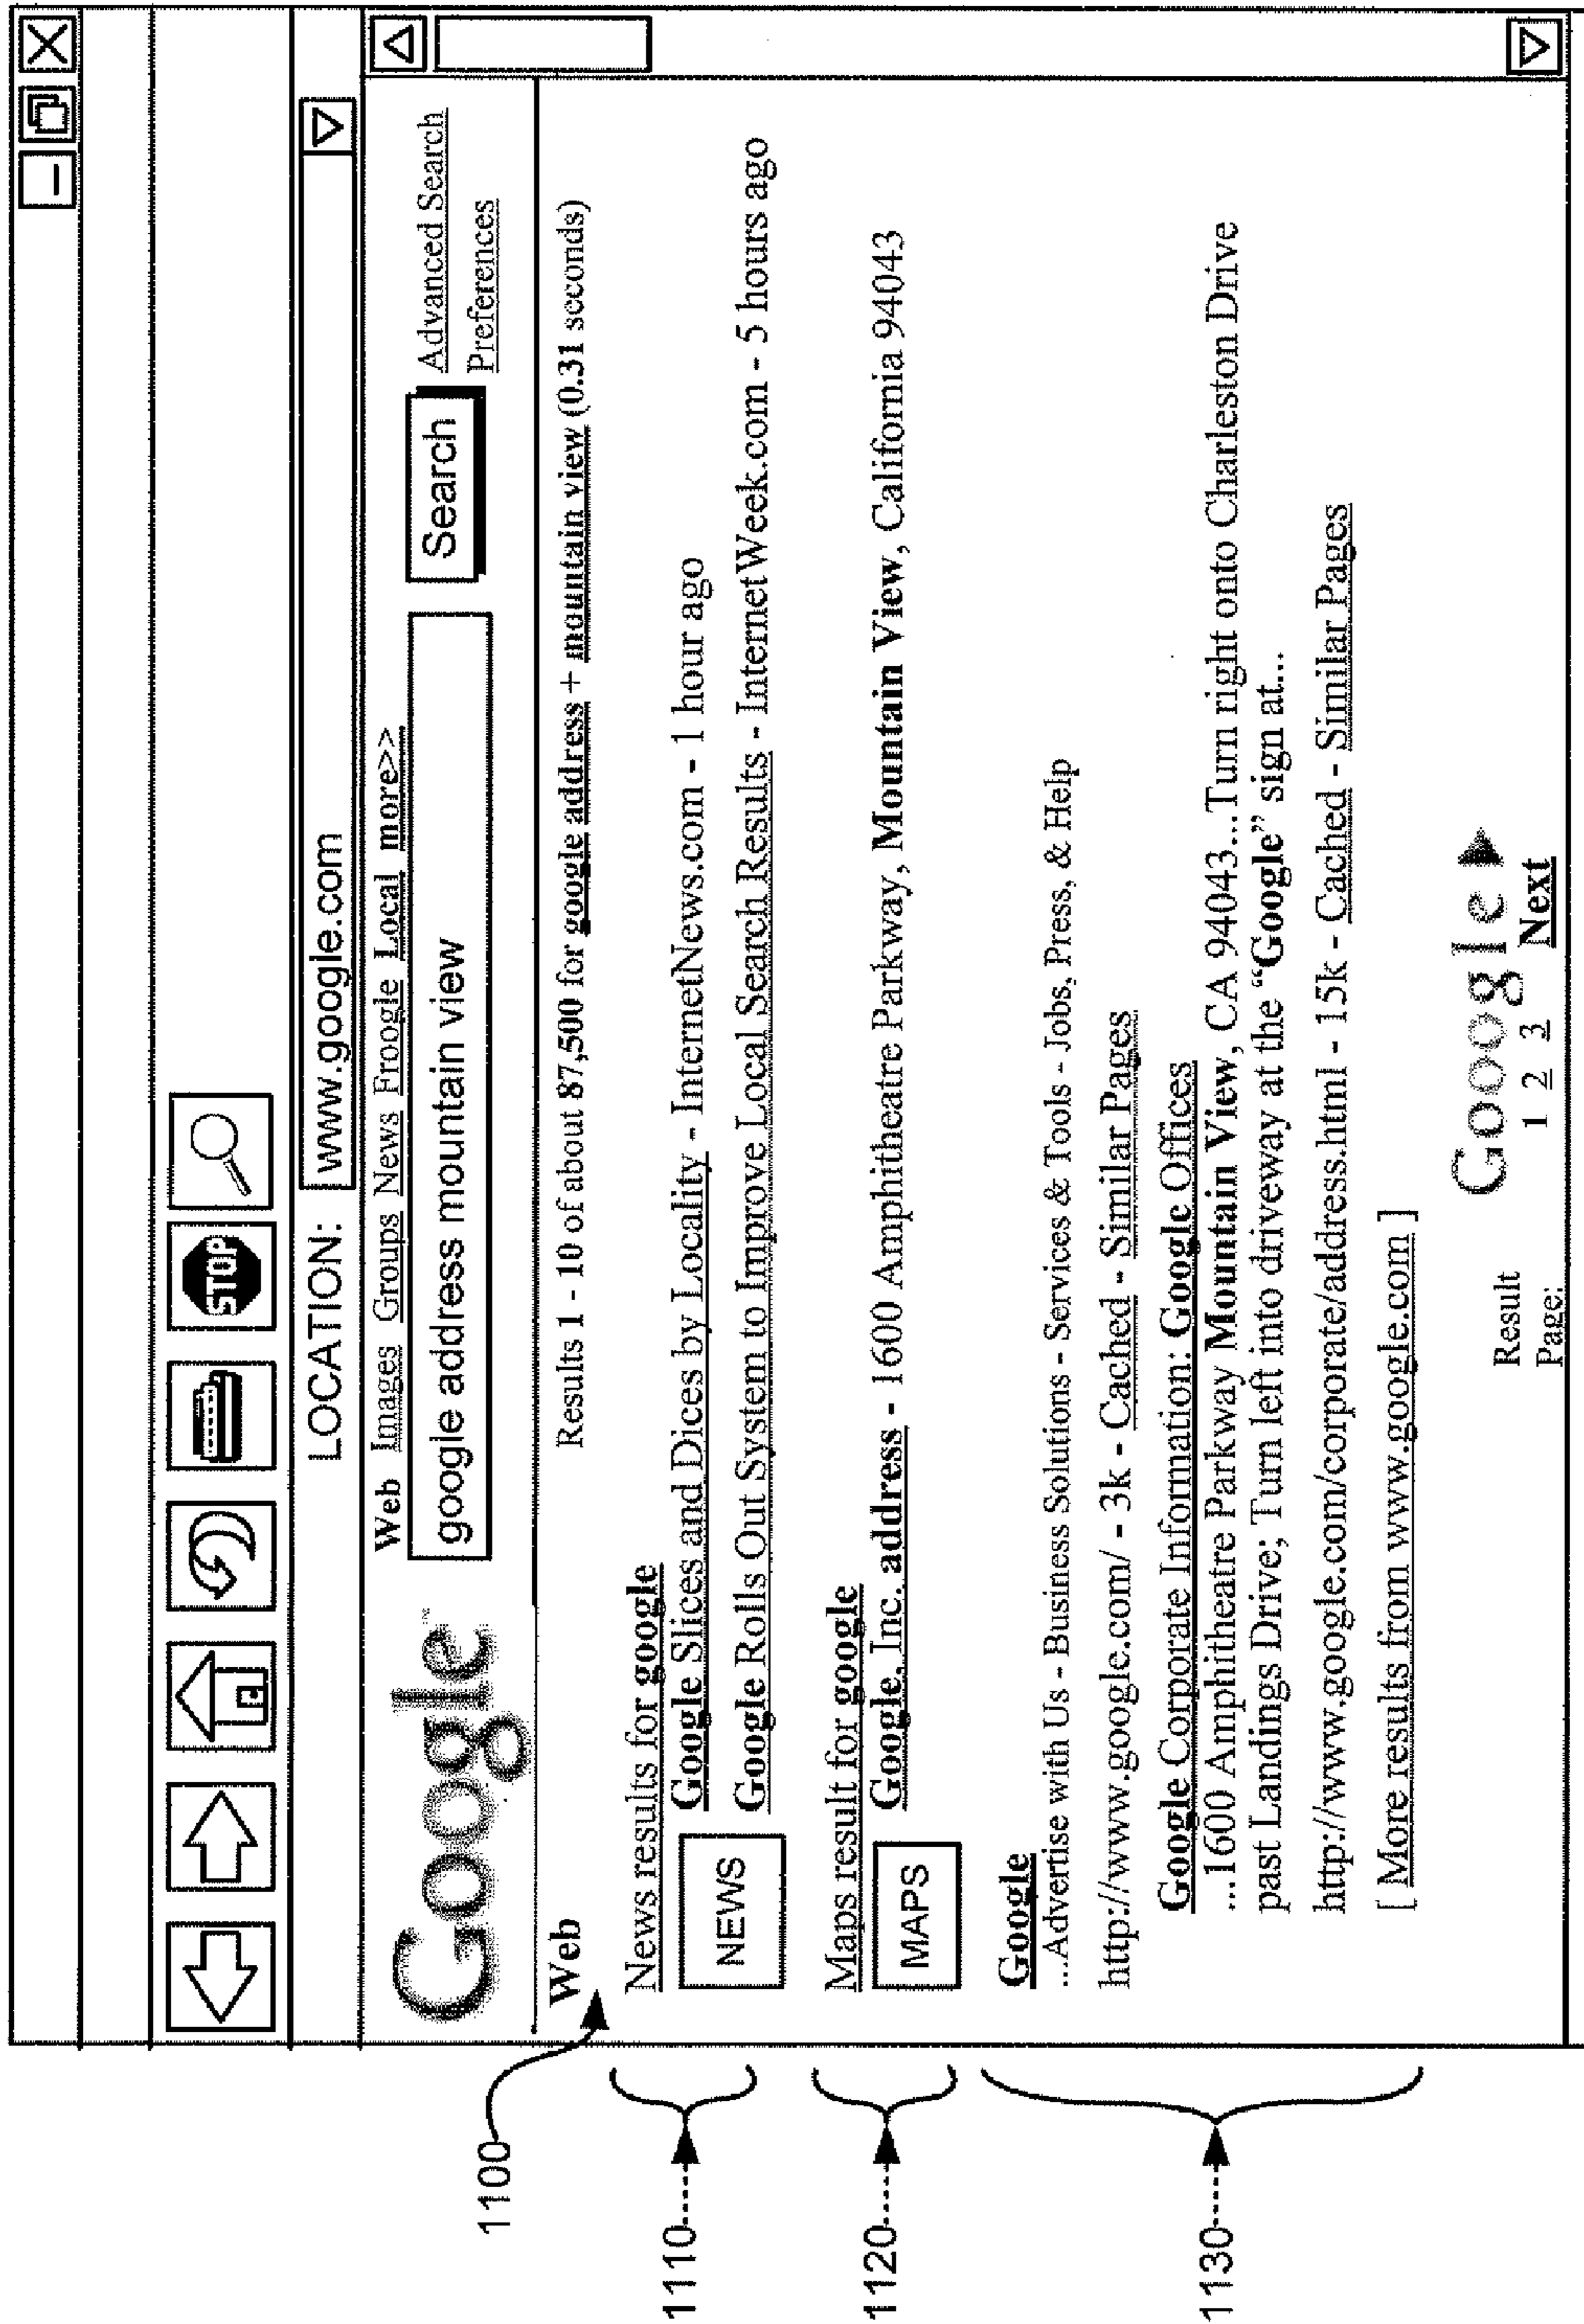 STOP
LOCATION: www.google.com
Google™
Web Images Groups News Froogle Local more>>
google address mountain view Search
Advanced Search
Preferences
Web Results 1 - 10 of about 87,500 for google address + mountain view (0.31 seconds)
1100
News results for google
1110 NEWS Google Slices and Dices by Locality - InternetNews.com - 1 hour ago
Google Rolls Out System to Improve Local Search Results - InternetWeek.com - 5 hours ago
Maps result for google
1120 MAPS Google, Inc. address - 1600 Amphitheatre Parkway, Mountain View, California 94043
Google
...Advertise with Us - Business Solutions - Services & Tools - Jobs, Press, & Help
http://www.google.com/ - 3k - Cached - Similar Pages
1130
Google Corporate Information: Google Offices
...1600 Amphitheatre Parkway Mountain View, CA 94043...Turn right onto Charleston Drive
past Landings Drive; Turn left into driveway at the “Google” sign at...
http://www.google.com/corporate/address.html - 15k - Cached - Similar Pages
[ More results from www.google.com ]
Gooogle
Result
Page: 1 2 3 Next